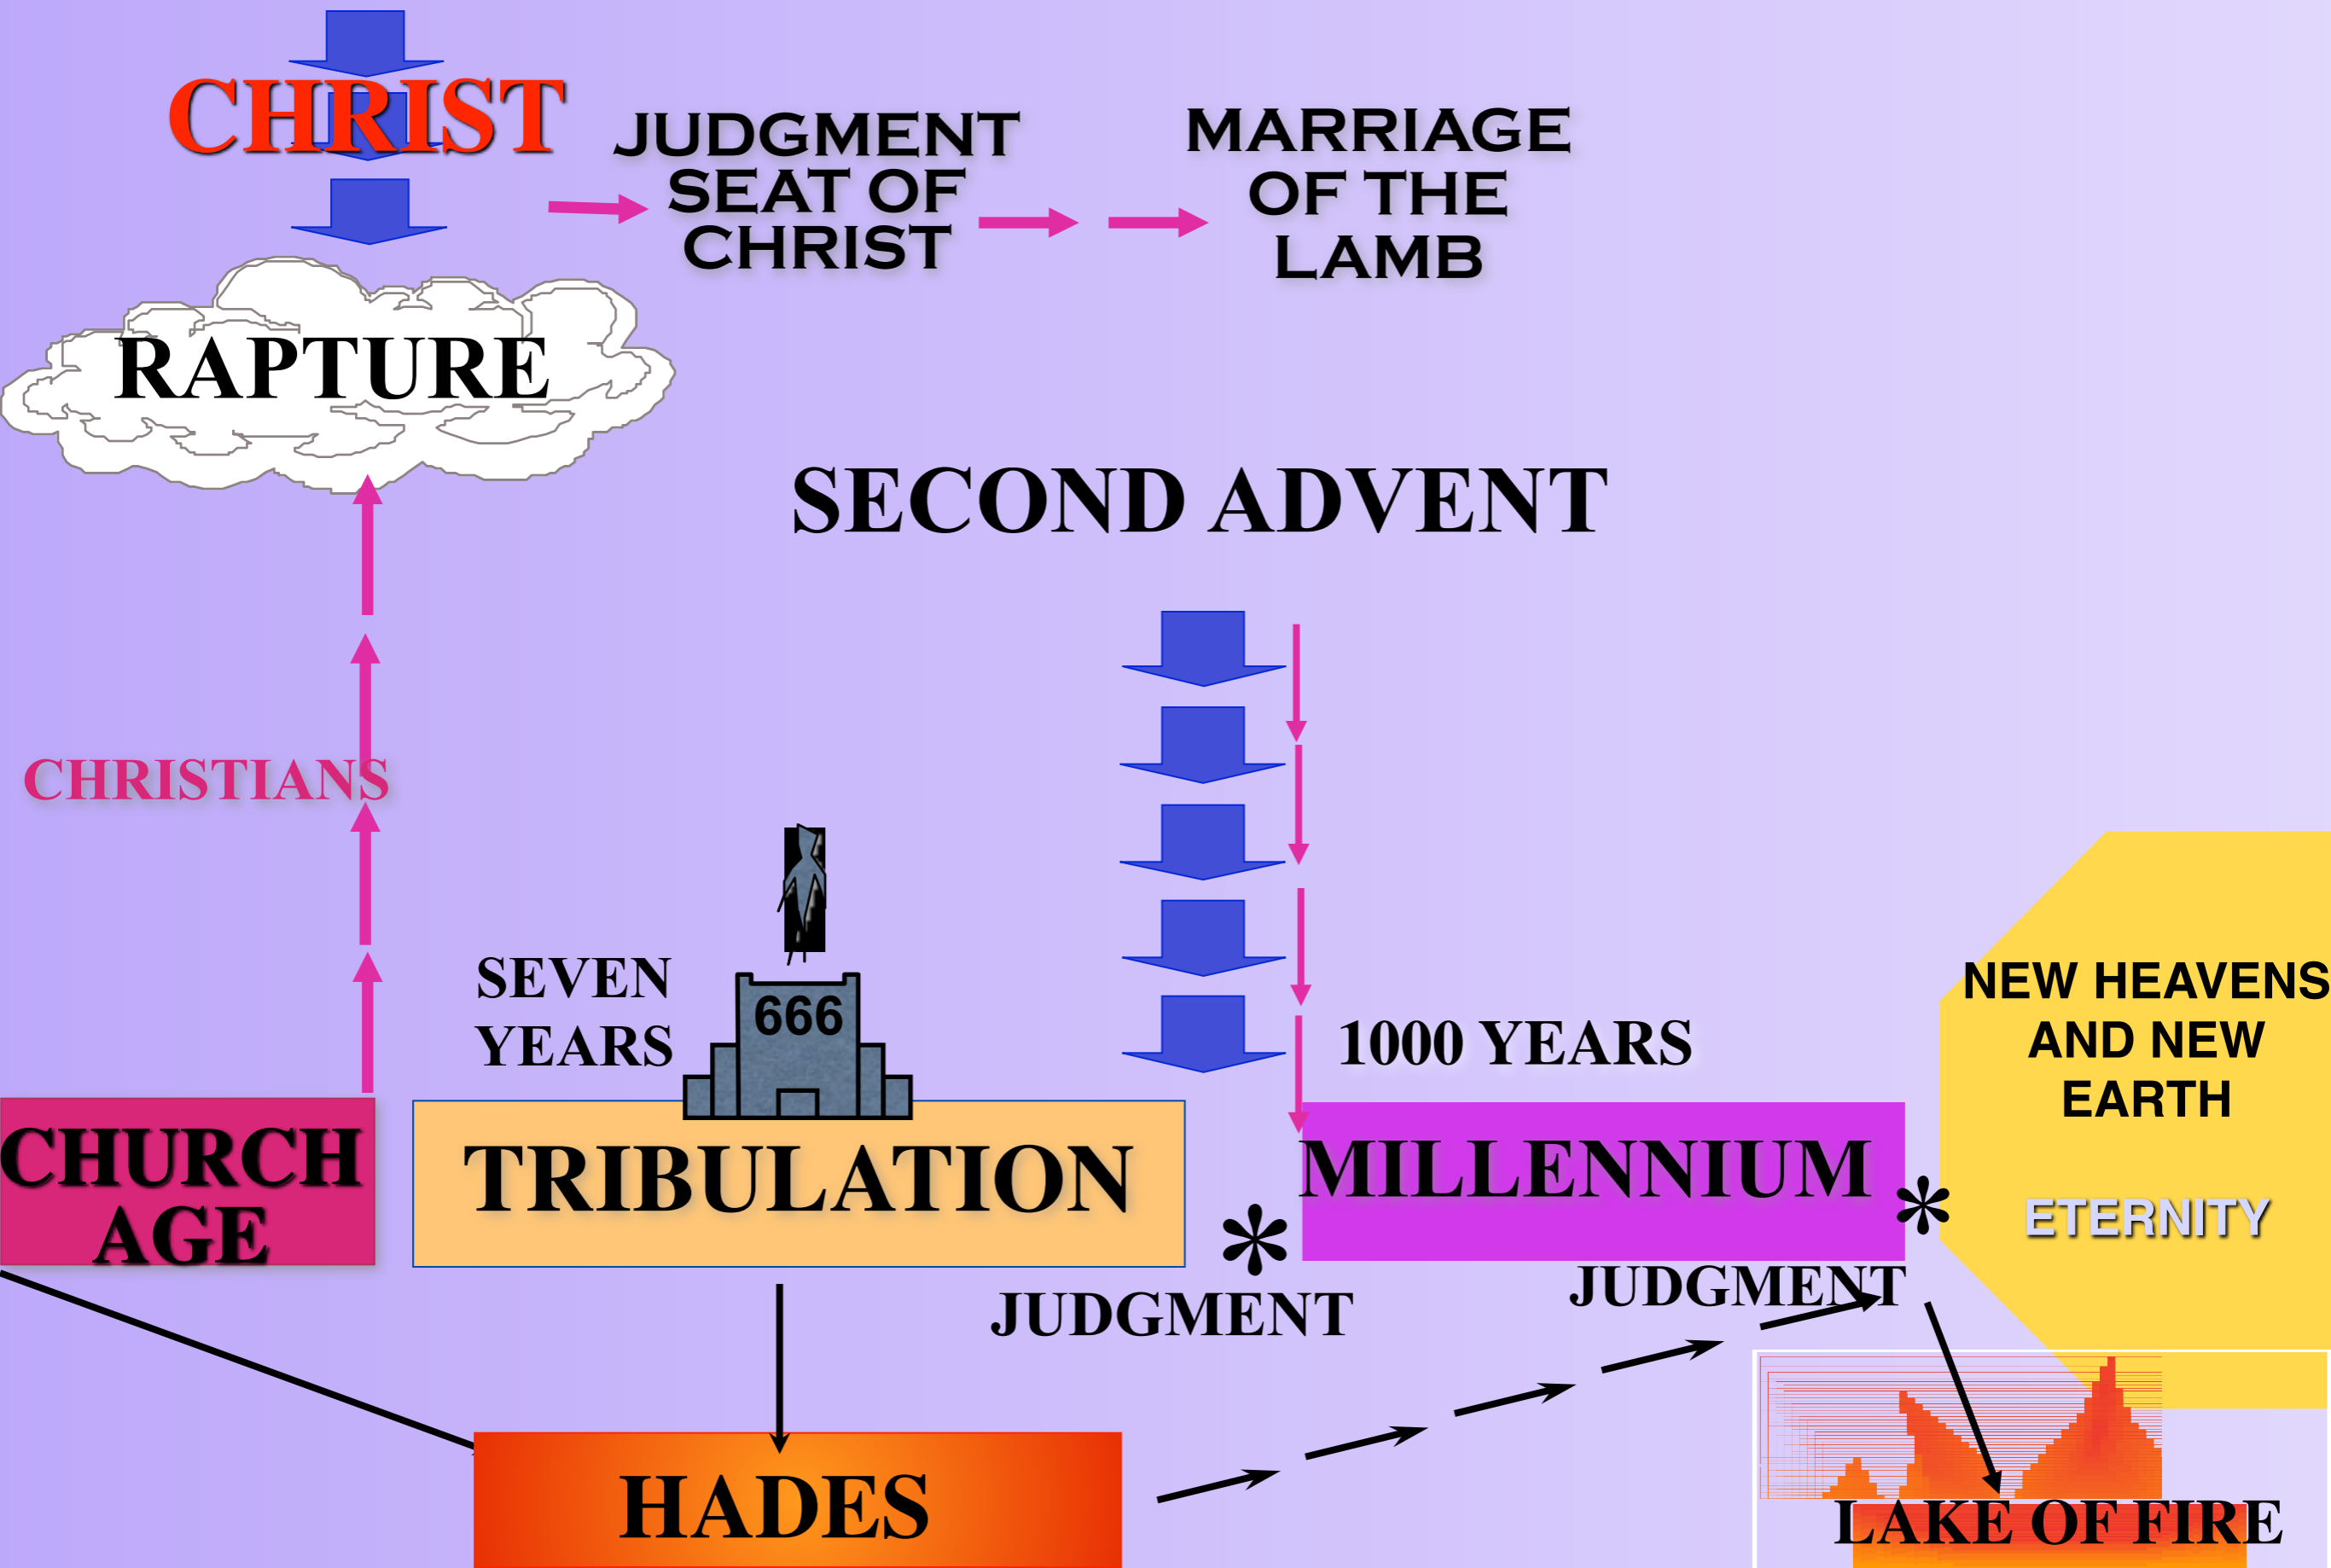 CHRIST
JUDGMENT
SEAT OF
CHRIST
MARRIAGE
OF THE
LAMB
RAPTURE
SECOND ADVENT
CHRISTIANS
SEVEN
YEARS
666
1000 YEARS
NEW HEAVENS
AND NEW
EARTH
ETERNITY
CHURCH
AGE
TRIBULATION
*
MILLENNIUM
*
JUDGMENT
JUDGMENT
HADES
LAKE OF FIRE